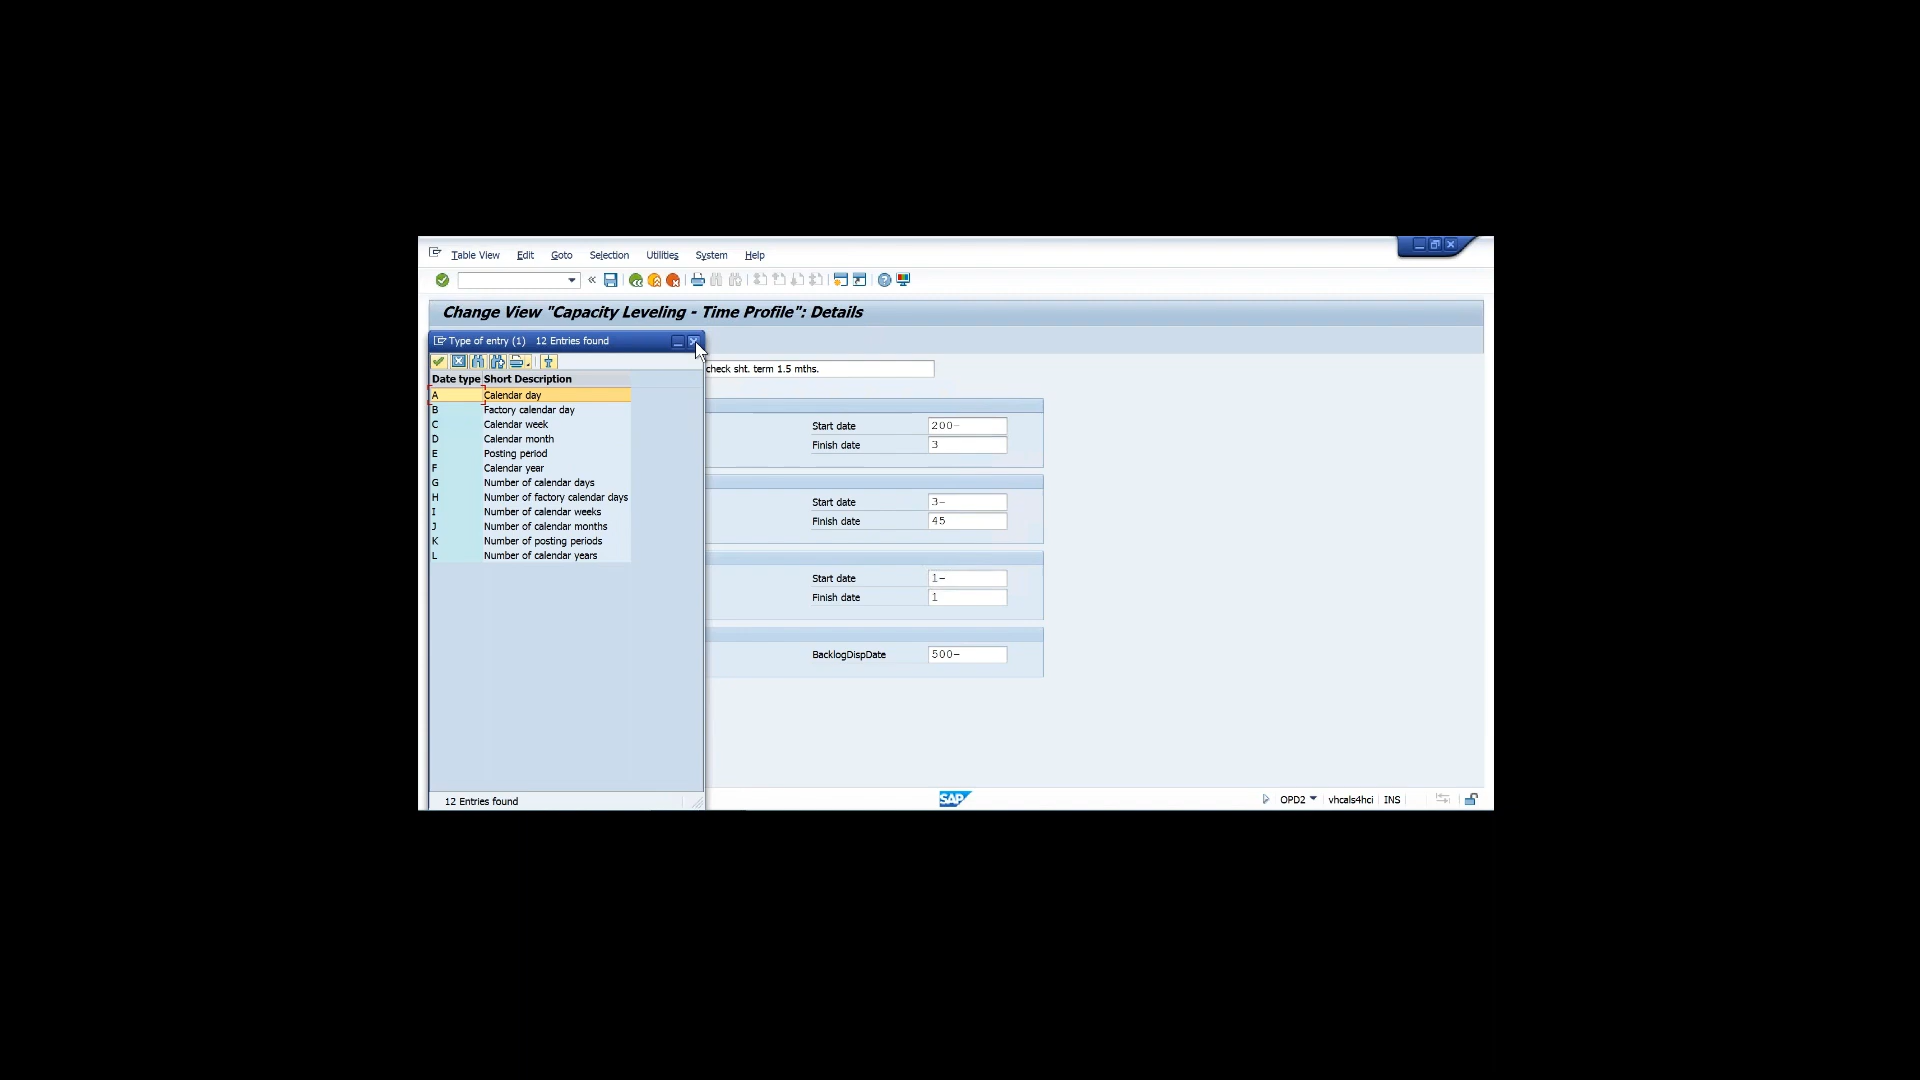 Table View Edit Goto Selection Utilities System Help
«
Change View "Capacity Leveling - Time Profile": Details
Type of entry (1) 12 Entries found
check sht. term 1.5 mths.
Date type Short Description
A Calendar day
B Factory calendar day
C Calendar week
D Calendar month
E Posting period
F Calendar year
G Number of calendar days
H Number of factory calendar days
I Number of calendar weeks
J Number of calendar months
K Number of posting periods
L Number of calendar years
Start date 200-
Finish date 3
Start date 3-
Finish date 45
Start date 1-
Finish date 1
BacklogDispDate 500-
12 Entries found
SAP
OPD2 vhcals4hci INS